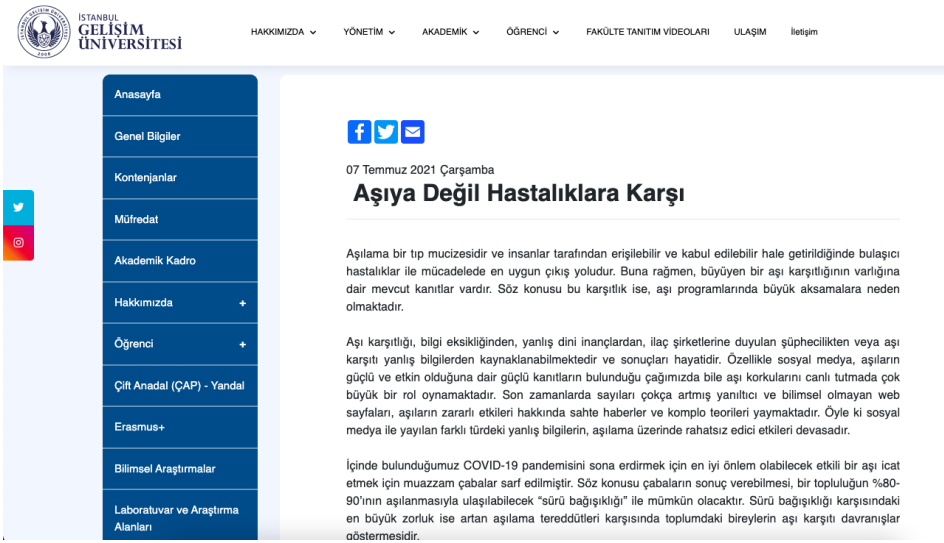 İSTANBUL
GELİŞİM
ÜNİVERSİTESİ
HAKKIMIZDA
YÖNETİM
AKADEMİK
ÖĞRENCİ
FAKÜLTE TANITIM VİDEOLARI
ULAŞIM
İletişim
Anasayfa
Genel Bilgiler
Kontenjanlar
Müfredat
Akademik Kadro
Hakkımızda +
Öğrenci +
Çift Anadal (ÇAP) - Yandal
Erasmus+
Bilimsel Araştırmalar
Laboratuvar ve Araştırma
Alanları
07 Temmuz 2021 Çarşamba
Aşıya Değil Hastalıklara Karşı
Aşılama bir tıp mucizesidir ve insanlar tarafından erişilebilir ve kabul edilebilir hale getirildiğinde bulaşıcı
hastalıklar ile mücadelede en uygun çıkış yoludur. Buna rağmen, büyüyen bir aşı karşıtlığının varlığına
dair mevcut kanıtlar vardır. Söz konusu bu karşıtlık ise, aşı programlarında büyük aksamalara neden
olmaktadır.
Aşı karşıtlığı, bilgi eksikliğinden, yanlış dini inançlardan, ilaç şirketlerine duyulan şüphecilikten veya aşı
karşıtı yanlış bilgilerden kaynaklanabilmektedir ve sonuçları hayatidir. Özellikle sosyal medya, aşıların
güçlü ve etkin olduğuna dair güçlü kanıtların bulunduğu çağımızda bile aşı korkularını canlı tutmada çok
büyük bir rol oynamaktadır. Son zamanlarda sayıları çokça artmış yanıltıcı ve bilimsel olmayan web
sayfaları, aşıların zararlı etkileri hakkında sahte haberler ve komplo teorileri yaymaktadır. Öyle ki sosyal
medya ile yayılan farklı türdeki yanlış bilgilerin, aşılama üzerinde rahatsız edici etkileri devasadır.
İçinde bulunduğumuz COVID-19 pandemisini sona erdirmek için en iyi önlem olabilecek etkili bir aşı icat
etmek için muazzam çabalar sarf edilmiştir. Söz konusu çabaların sonuç verebilmesi, bir topluluğun %80-
90'ının aşılanmasıyla ulaşılabilecek “sürü bağışıklığı” ile mümkün olacaktır. Sürü bağışıklığı karşısındaki
en büyük zorluk ise artan aşılama tereddütleri karşısında toplumdaki bireylerin aşı karşıtı davranışlar
göstermesidir.